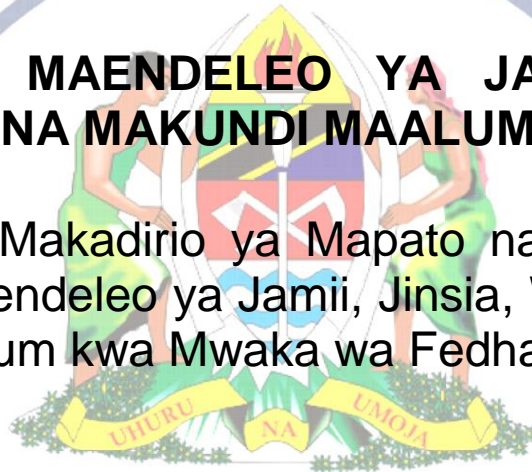 MAENDELEO YA JA
NA MAKUNDI MAALUM
Makadirio ya Mapato na
endeleo ya Jamii, Jinsia,
um kwa Mwaka wa Fedha
UHURU NA UMOJA